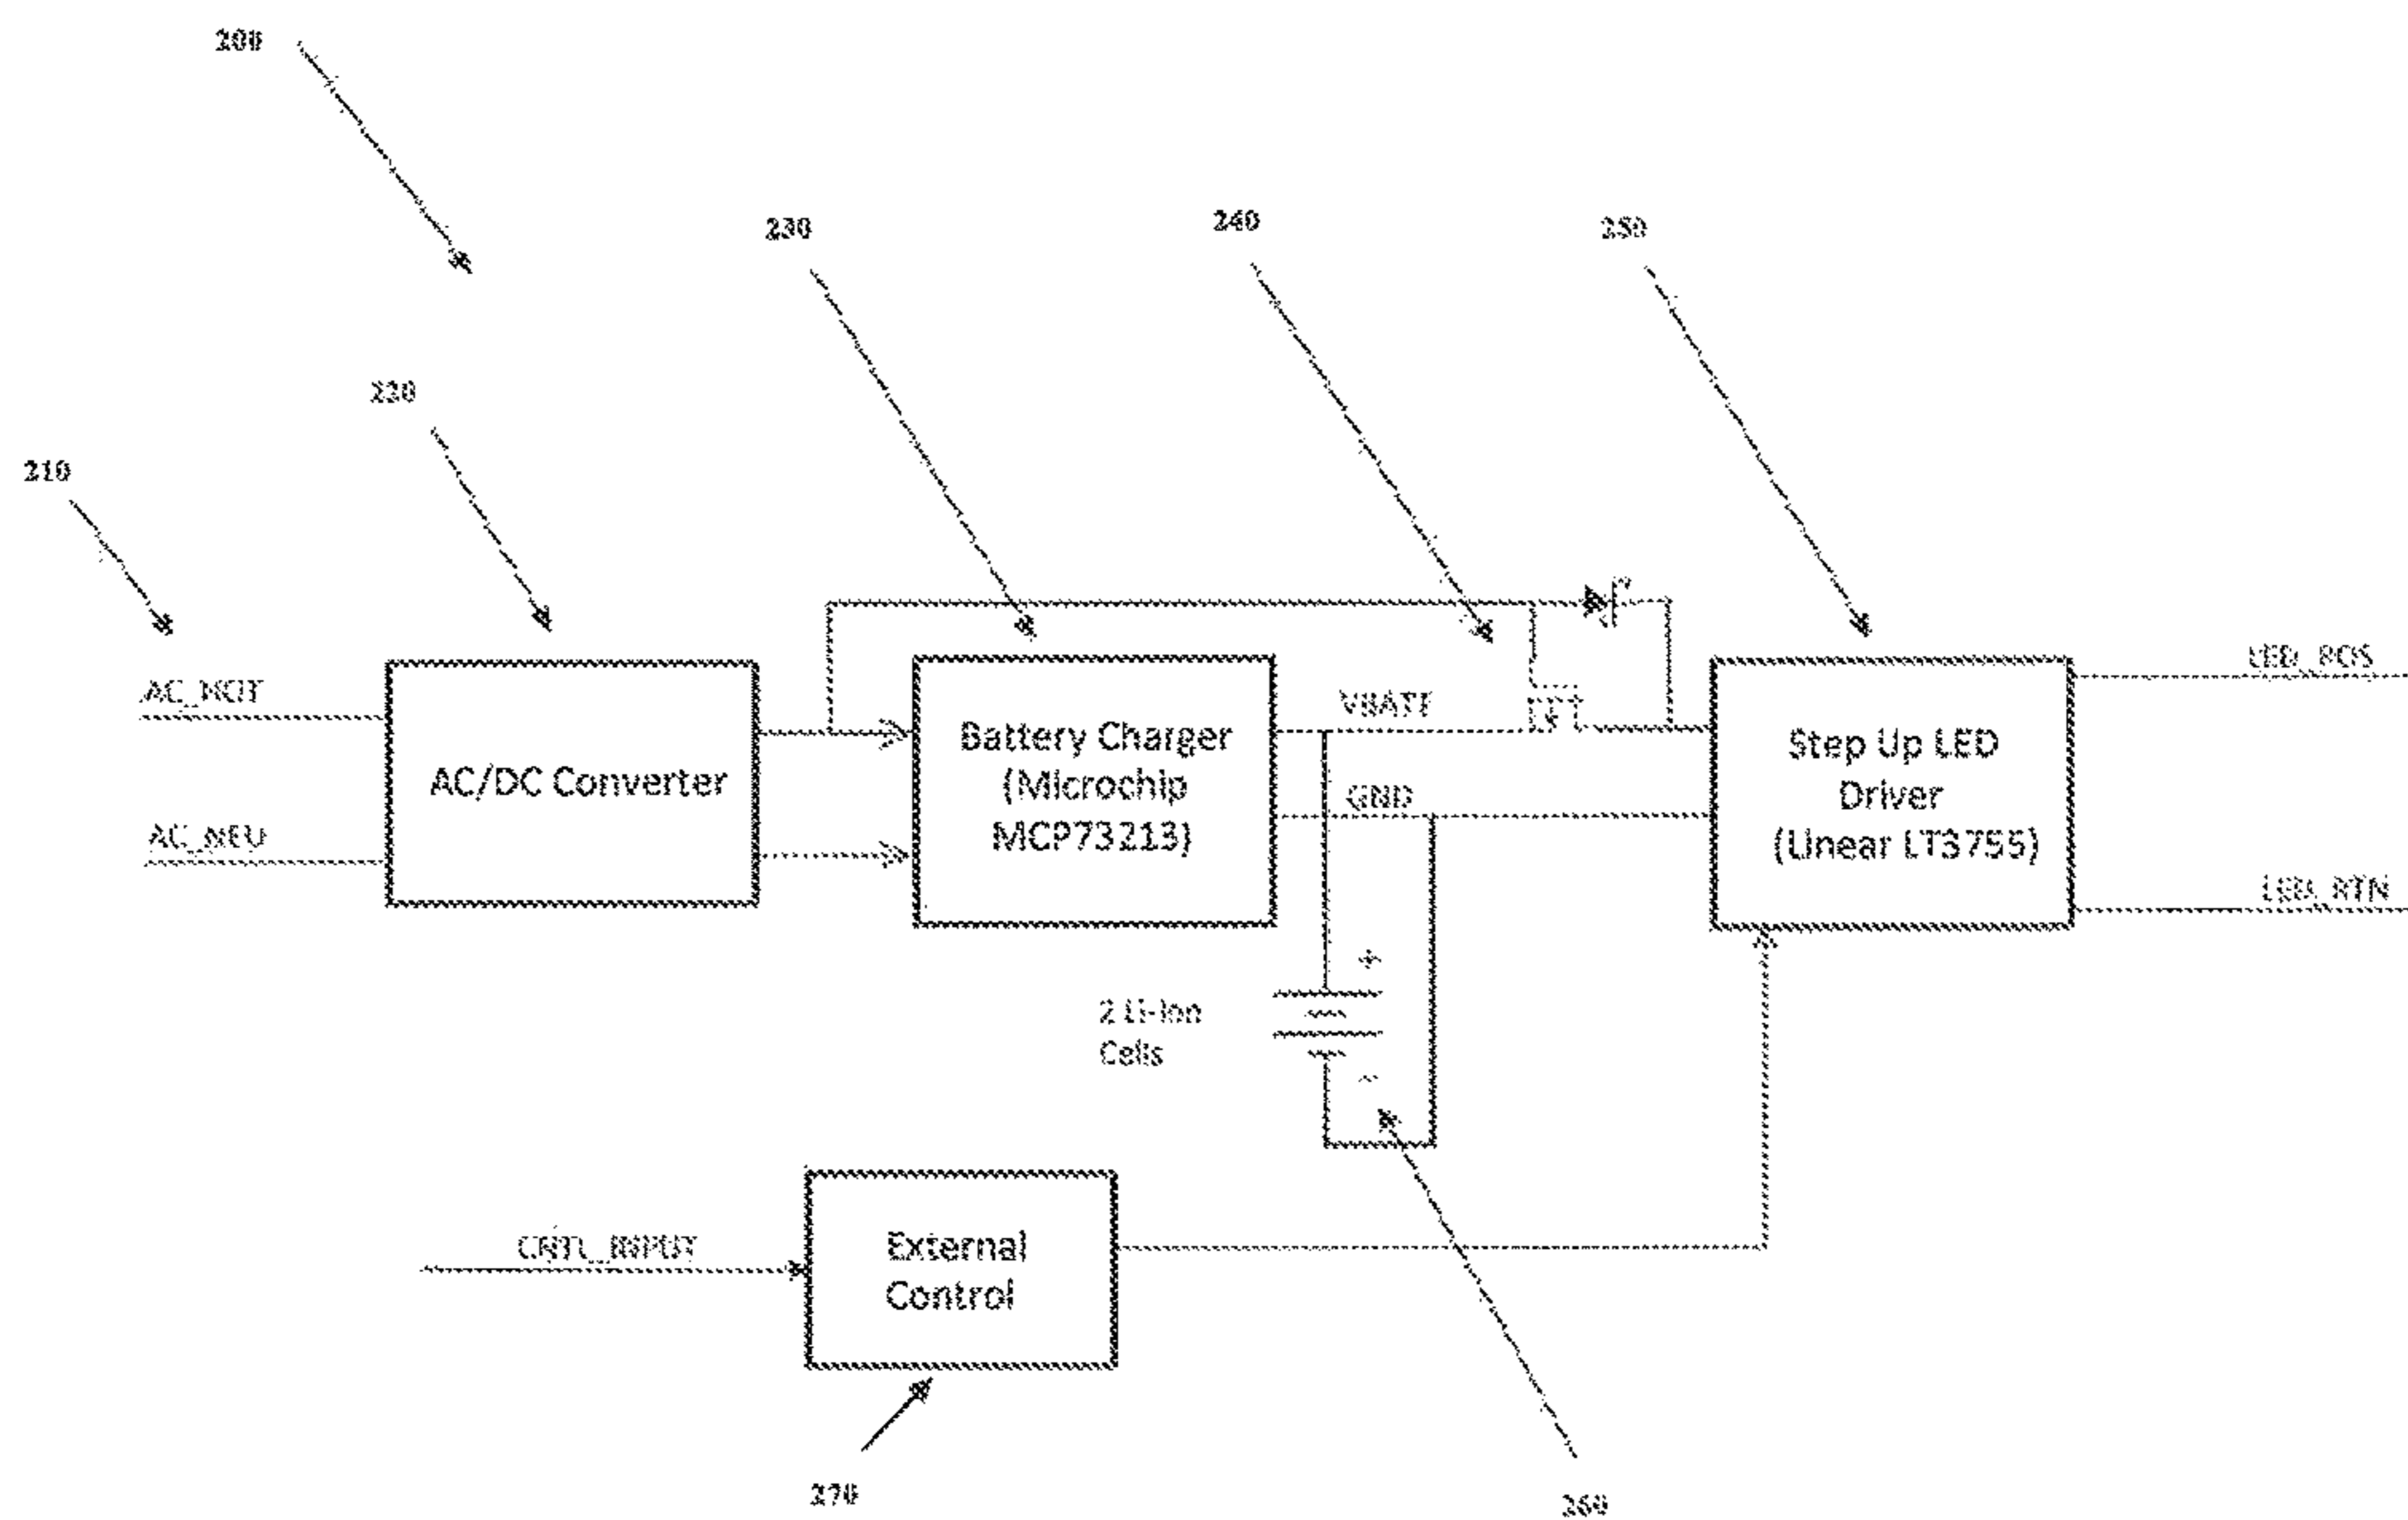 200
230
240
250
220
210
AC_HOT
AC_NEU
AC/DC Converter
Battery Charger
(Microchip
MCP73213)
VBATT
GND
Step Up LED
Driver
(Linear LT3755)
LED_POS
LED_RTN
+
2 Li-Ion
Cells
-
CNTL_INPUT
External
Control
270
260